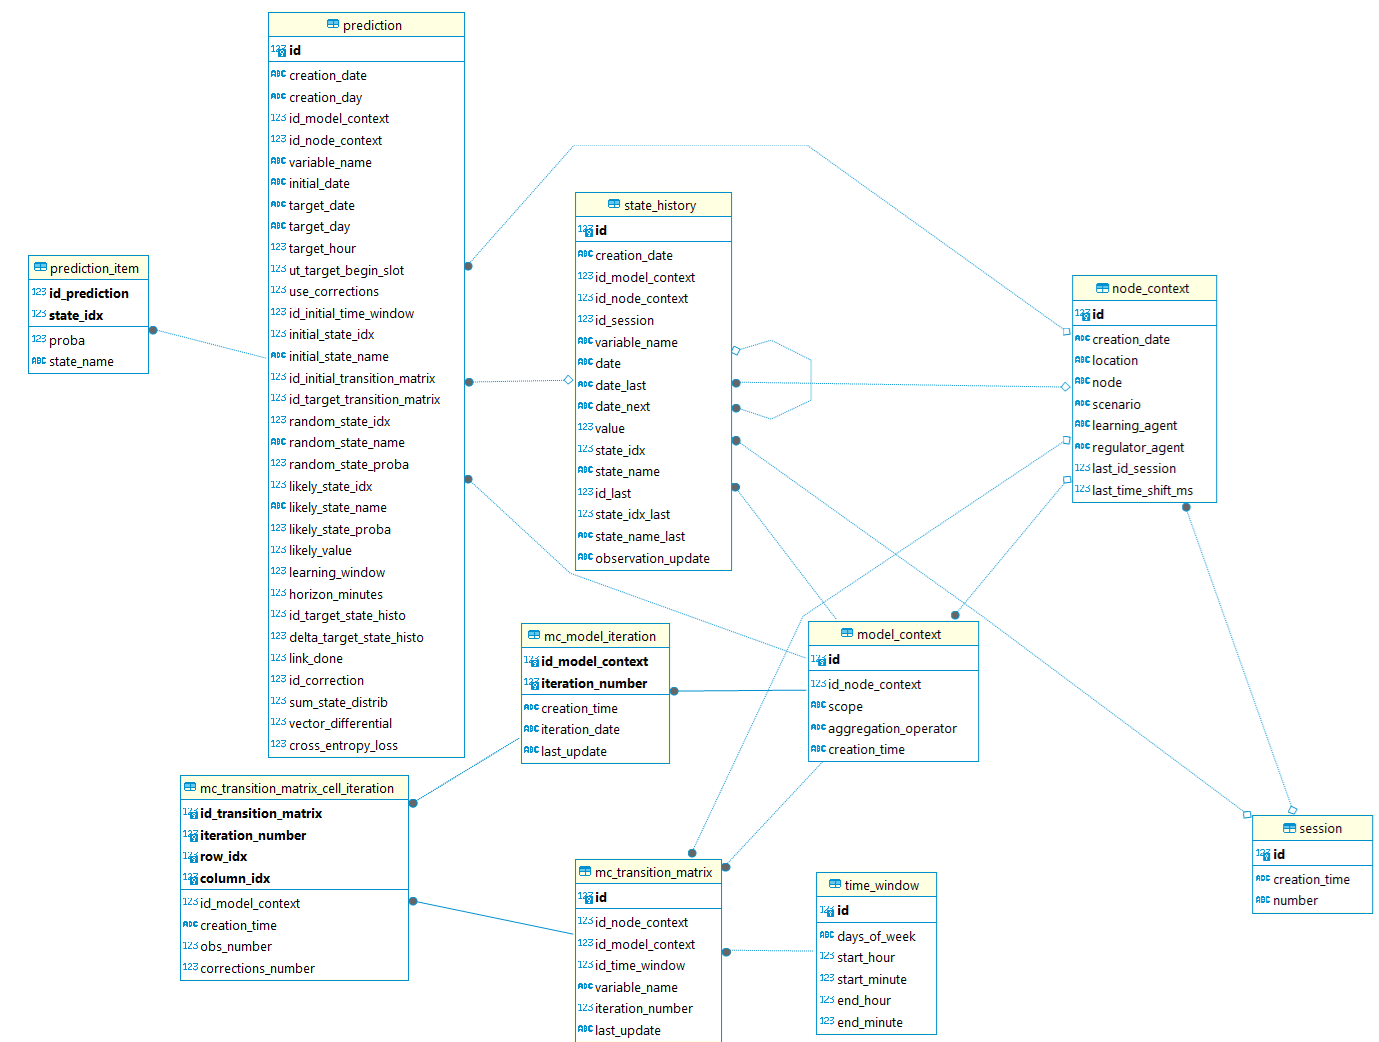 prediction
id
creation_date
creation_day
id_model_context
id_node_context
variable_name
initial_date
target_date
target_day
target_hour
ut_target_begin_slot
use_corrections
id_initial_time_window
initial_state_idx
initial_state_name
id_initial_transition_matrix
id_target_transition_matrix
random_state_idx
random_state_name
random_state_proba
likely_state_idx
likely_state_name
likely_state_proba
likely_value
learning_window
horizon_minutes
id_target_state_histo
delta_target_state_histo
link_done
id_correction
sum_state_distrib
vector_differential
cross_entropy_loss
prediction_item
id_prediction
state_idx
proba
state_name
state_history
id
creation_date
id_model_context
id_node_context
id_session
variable_name
date
date_last
date_next
value
state_idx
state_name
id_last
state_idx_last
state_name_last
observation_update
node_context
id
creation_date
location
node
scenario
learning_agent
regulator_agent
last_id_session
last_time_shift_ms
mc_model_iteration
id_model_context
iteration_number
creation_time
iteration_date
last_update
model_context
id
id_node_context
scope
aggregation_operator
creation_time
mc_transition_matrix_cell_iteration
id_transition_matrix
iteration_number
row_idx
column_idx
id_model_context
creation_time
obs_number
corrections_number
mc_transition_matrix
id
id_node_context
id_model_context
id_time_window
variable_name
iteration_number
last_update
time_window
id
days_of_week
start_hour
start_minute
end_hour
end_minute
session
id
creation_time
number